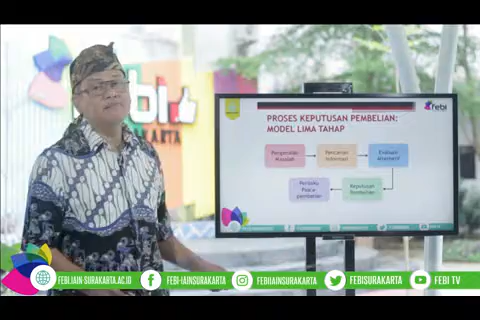 febi
SURAKARTA
febi
PROSES KEPUTUSAN PEMBELIAN:
MODEL LIMA TAHAP
Pengenalan
Masalah
Pencarian
Informasi
Evaluasi
Alternatif
Keputusan
Pembelian
Perilaku
Pasca-
pembelian
FEBI.IAIN-SURAKARTA.AC.ID
FEBI-IAINSURAKARTA
FEBIIAINSURAKARTA
FEBISURAKARTA
FEBI TV